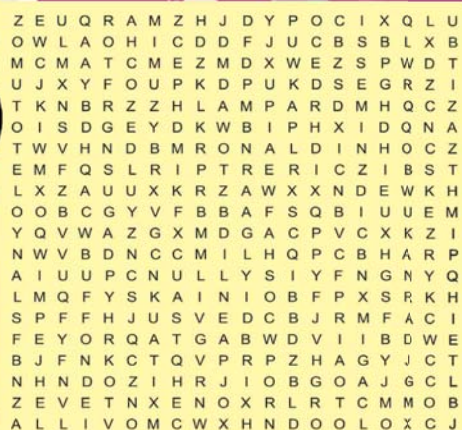 Z E U Q R A M Z H J D Y P O C I X Q L U
O W L A O H I C D D F J U C B S B L X B
M C M A T C M E Z M D X W E Z S P W D T
U J X Y F O U P K D P U K D S E G R Z I
T K N B R Z Z H L A M P A R D M H Q C Z
O I S D G E Y D K W B I P H X I D Q N A
T W V H N D B M R O N A L D I N H O C Z
E M F Q S L R I P T R E R I C Z I B S T
L X Z A U U X K R Z A W X X N D E W K H
O O B C G Y V F B B A F S Q B I U U E M
Y Q V W A Z G X M D G A C P V C X K Z I
N W V B D N C C M I L H Q P C B H A R P
A I U U P C N U L L Y S I Y F N G N Y Q
L M Q F Y S K A I N I O B F P X S R K H
S P F F H J U S V E D C B J R M F A C I
F E Y O R Q A T G A B W D V I I B D W E
B J F N K C T Q V P R P Z H A G Y J C T
N H N D O Z I H R J I O B G O A J G C L
Z E V E T N X E N O X R L R T C M M O B
A L L I V O M C W X H N D O O L O X C J